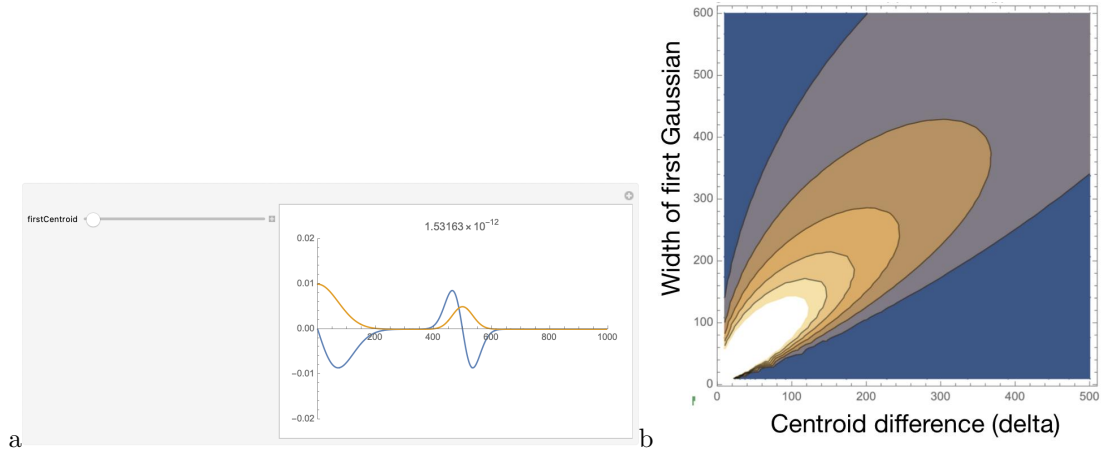 a
firstCentroid
1.53163 × 10⁻¹²
0.02
0.01
0.00
-0.01
-0.02
200 400 600 800 1000
b
Width of first Gaussian
600
500
400
300
200
100
0
0 100 200 300 400 500
Centroid difference (delta)